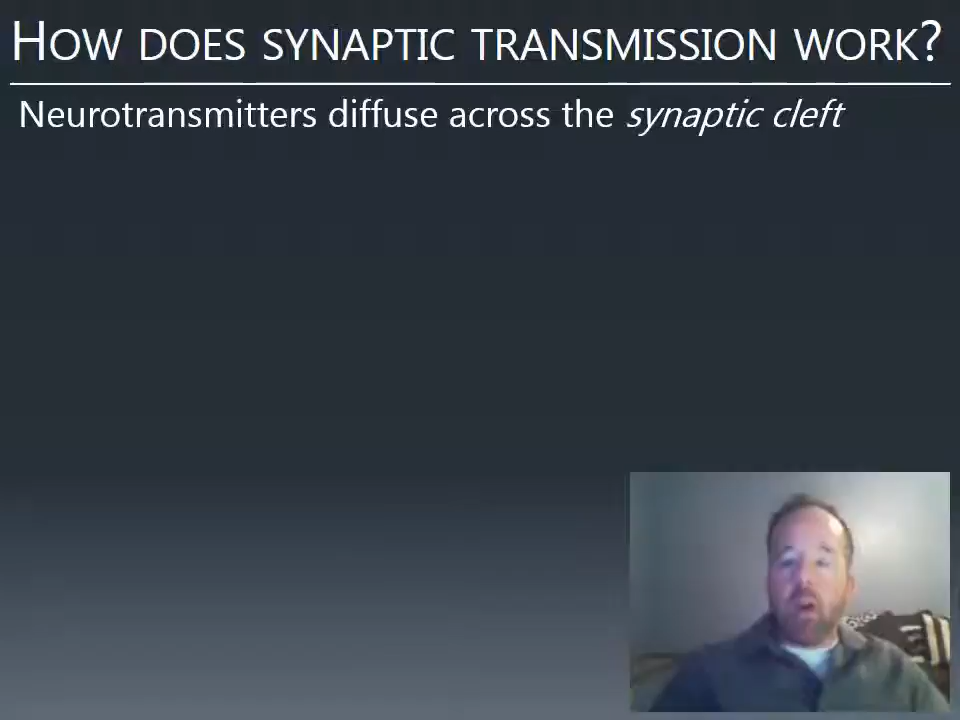 HOW DOES SYNAPTIC TRANSMISSION WORK?
Neurotransmitters diffuse across the synaptic cleft